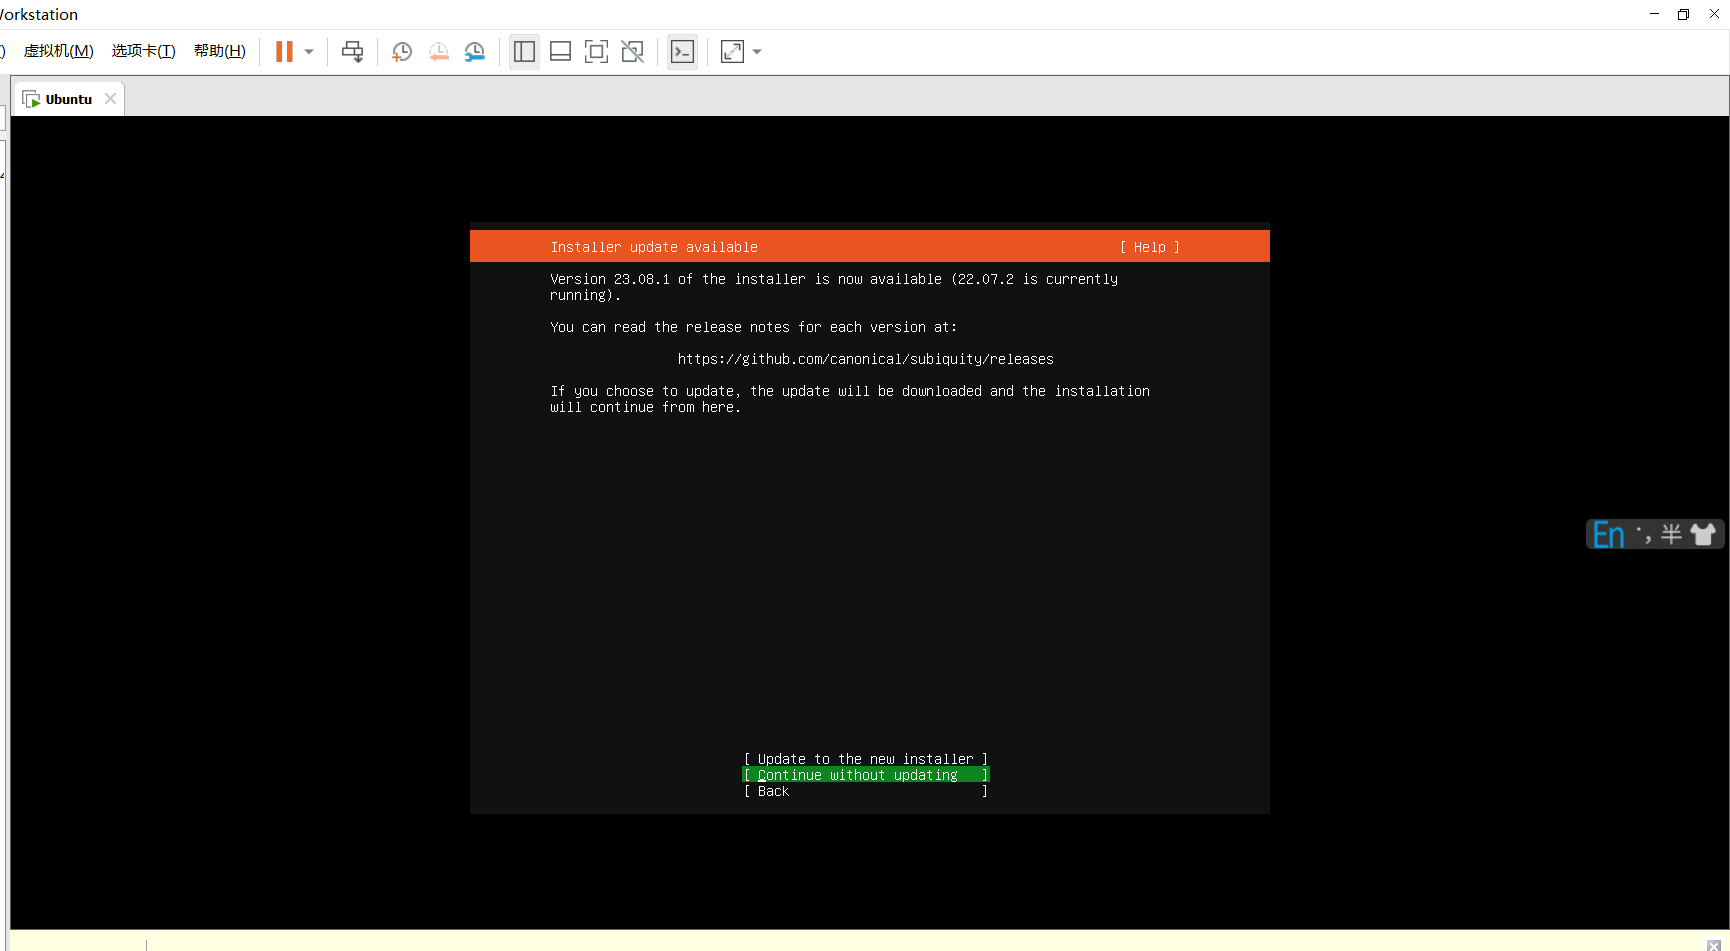 Workstation
虚拟机(M) 选项卡(T) 帮助(H)
Ubuntu
Installer update available [ Help ]
Version 23.08.1 of the installer is now available (22.07.2 is currently
running).
You can read the release notes for each version at:
https://github.com/canonical/subiquity/releases
If you choose to update, the update will be downloaded and the installation
will continue from here.
En ·, 半
[ Update to the new installer ]
[ Continue without updating ]
[ Back ]